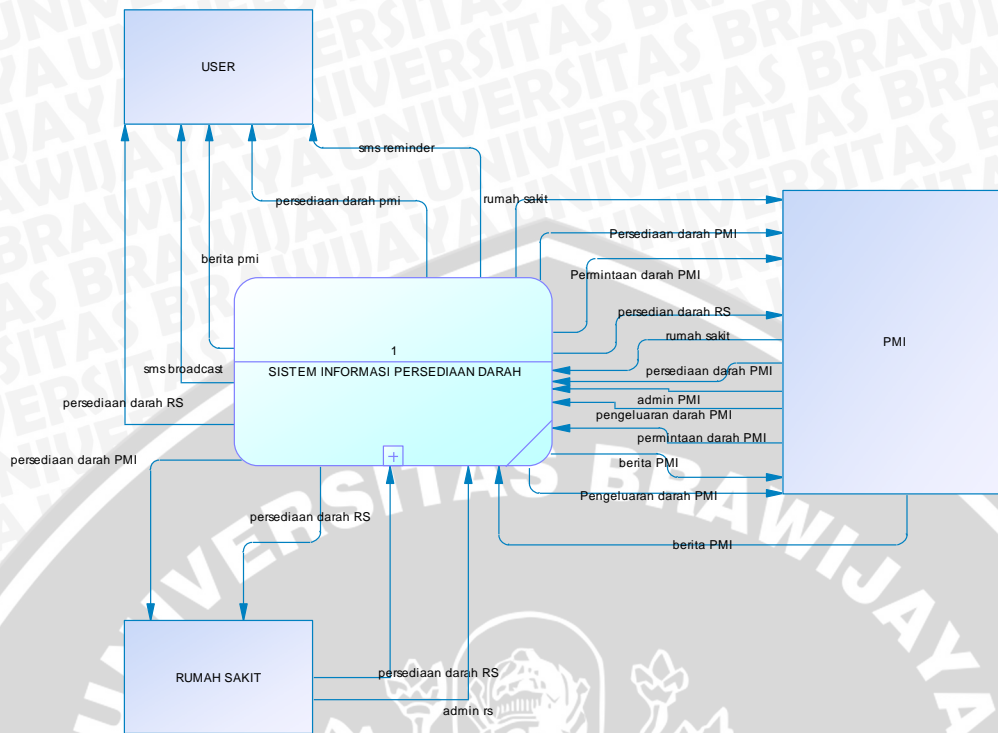 USER
sms reminder
persediaan darah pmi
rumah sakit
Persediaan darah PMI
berita pmi
Permintaan darah PMI
persedian darah RS
rumah sakit
PMI
1
SISTEM INFORMASI PERSEDIAAN DARAH
sms broadcast
persediaan darah PMI
admin PMI
persediaan darah RS
pengeluaran darah PMI
permintaan darah PMI
persediaan darah PMI
berita PMI
Pengeluaran darah PMI
persediaan darah RS
berita PMI
RUMAH SAKIT
persediaan darah RS
admin rs
UNIVERSITAS BRAWIJAYA